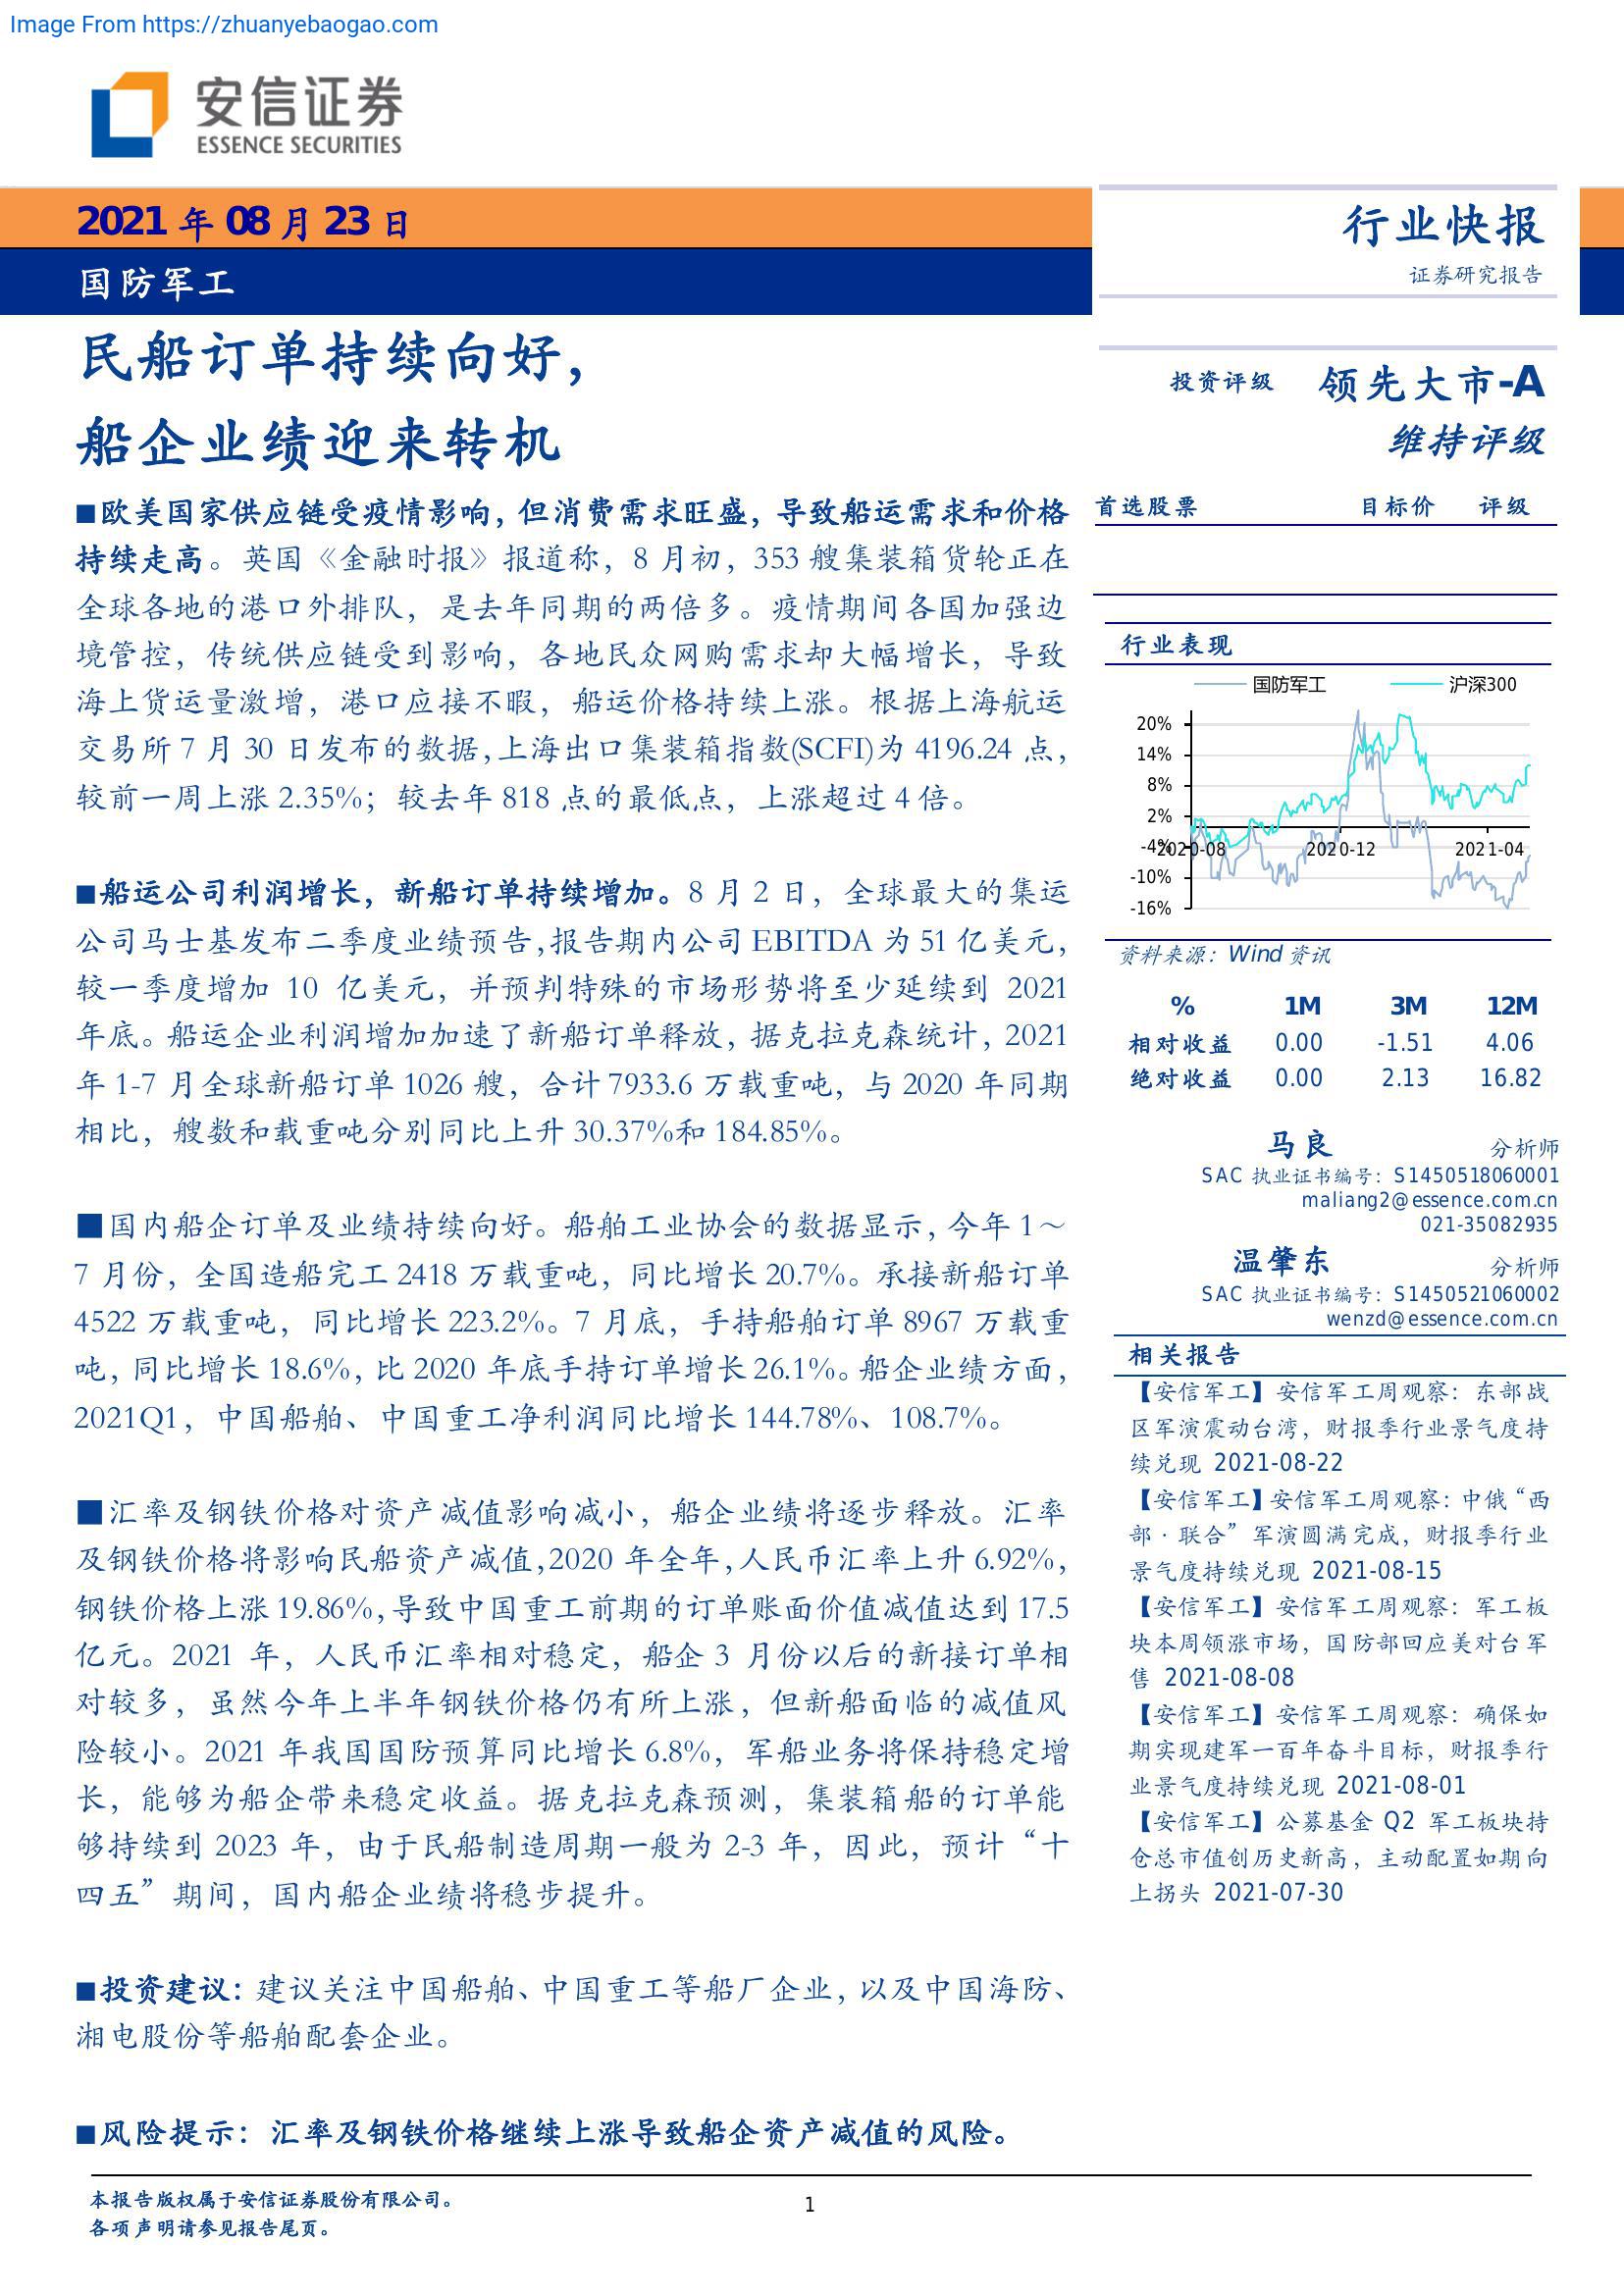 Image From https://zhuanyebaogao.com
安信证券
ESSENCE SECURITIES
2021 年 08 月 23 日
国防军工
行业快报
证券研究报告
民船订单持续向好，
船企业绩迎来转机
■欧美国家供应链受疫情影响，但消费需求旺盛，导致船运需求和价格
持续走高。英国《金融时报》报道称，8 月初，353 艘集装箱货轮正在
全球各地的港口外排队，是去年同期的两倍多。疫情期间各国加强边
境管控，传统供应链受到影响，各地民众网购需求却大幅增长，导致
海上货运量激增，港口应接不暇，船运价格持续上涨。根据上海航运
交易所 7 月 30 日发布的数据，上海出口集装箱指数(SCFI)为 4196.24 点，
较前一周上涨 2.35%；较去年 818 点的最低点，上涨超过 4 倍。
■船运公司利润增长，新船订单持续增加。8 月 2 日，全球最大的集运
公司马士基发布二季度业绩预告，报告期内公司 EBITDA 为 51 亿美元，
较一季度增加 10 亿美元，并预判特殊的市场形势将至少延续到 2021
年底。船运企业利润增加加速了新船订单释放，据克拉克森统计，2021
年 1-7 月全球新船订单 1026 艘，合计 7933.6 万载重吨，与 2020 年同期
相比，艘数和载重吨分别同比上升 30.37%和 184.85%。
■国内船企订单及业绩持续向好。船舶工业协会的数据显示，今年 1～
7 月份，全国造船完工 2418 万载重吨，同比增长 20.7%。承接新船订单
4522 万载重吨，同比增长 223.2%。7 月底，手持船舶订单 8967 万载重
吨，同比增长 18.6%，比 2020 年底手持订单增长 26.1%。船企业绩方面，
2021Q1，中国船舶、中国重工净利润同比增长 144.78%、108.7%。
■汇率及钢铁价格对资产减值影响减小，船企业绩将逐步释放。汇率
及钢铁价格将影响民船资产减值，2020 年全年，人民币汇率上升 6.92%，
钢铁价格上涨 19.86%，导致中国重工前期的订单账面价值减值达到 17.5
亿元。2021 年，人民币汇率相对稳定，船企 3 月份以后的新接订单相
对较多，虽然今年上半年钢铁价格仍有所上涨，但新船面临的减值风
险较小。2021 年我国国防预算同比增长 6.8%，军船业务将保持稳定增
长，能够为船企带来稳定收益。据克拉克森预测，集装箱船的订单能
够持续到 2023 年，由于民船制造周期一般为 2-3 年，因此，预计“十
四五”期间，国内船企业绩将稳步提升。
■投资建议：建议关注中国船舶、中国重工等船厂企业，以及中国海防、
湘电股份等船舶配套企业。
■风险提示：汇率及钢铁价格继续上涨导致船企资产减值的风险。
投资评级 领先大市-A
维持评级
首选股票 目标价 评级
行业表现
国防军工 沪深300
20%
14%
8%
2%
-4%
-10%
-16%
2020-08 2020-12 2021-04
资料来源：Wind 资讯
% 1M 3M 12M
相对收益 0.00 -1.51 4.06
绝对收益 0.00 2.13 16.82
马良 分析师
SAC 执业证书编号：S1450518060001
maliang2@essence.com.cn
021-35082935
温肇东 分析师
SAC 执业证书编号：S1450521060002
wenzd@essence.com.cn
相关报告
【安信军工】安信军工周观察：东部战
区军演震动台湾，财报季行业景气度持
续兑现 2021-08-22
【安信军工】安信军工周观察：中俄“西
部·联合”军演圆满完成，财报季行业
景气度持续兑现 2021-08-15
【安信军工】安信军工周观察：军工板
块本周领涨市场，国防部回应美对台军
售 2021-08-08
【安信军工】安信军工周观察：确保如
期实现建军一百年奋斗目标，财报季行
业景气度持续兑现 2021-08-01
【安信军工】公募基金 Q2 军工板块持
仓总市值创历史新高，主动配置如期向
上拐头 2021-07-30
本报告版权属于安信证券股份有限公司。
各项声明请参见报告尾页。
1